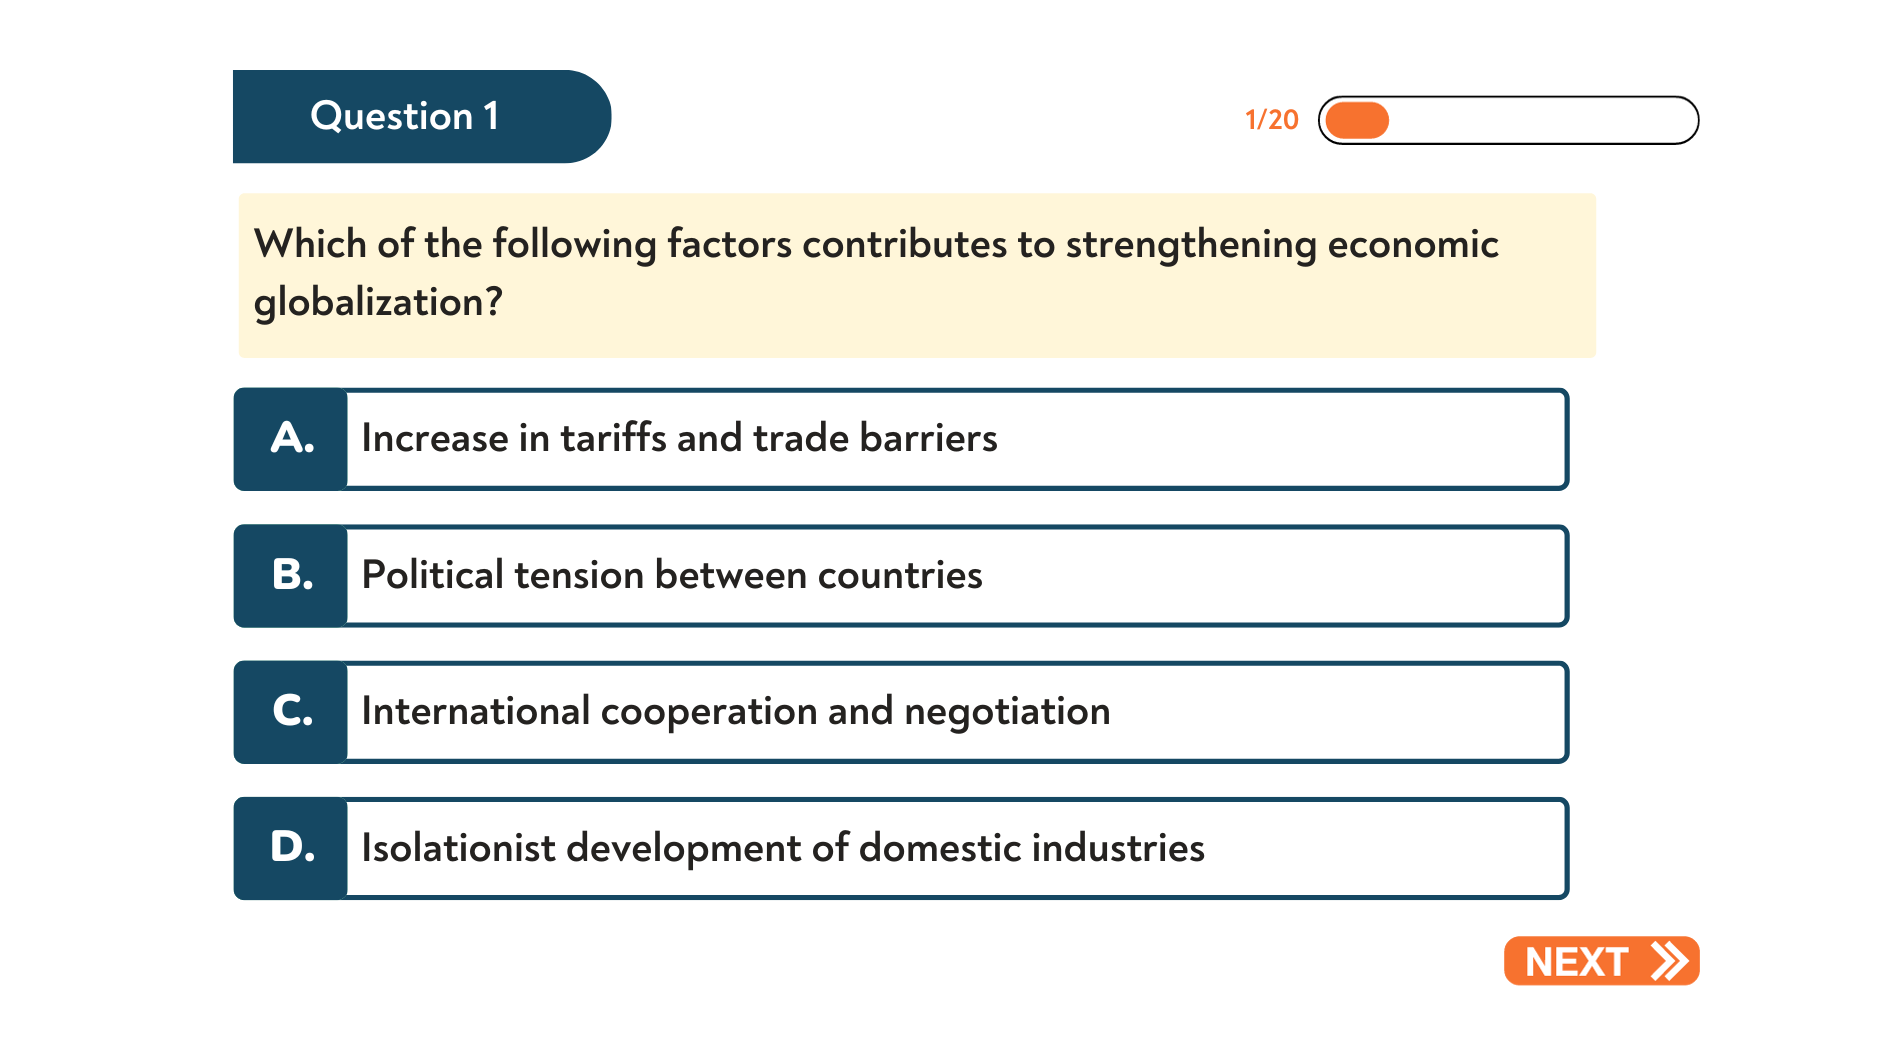 Question 1
1/20
Which of the following factors contributes to strengthening economic
globalization?
A. Increase in tariffs and trade barriers
B. Political tension between countries
C. International cooperation and negotiation
D. Isolationist development of domestic industries
NEXT